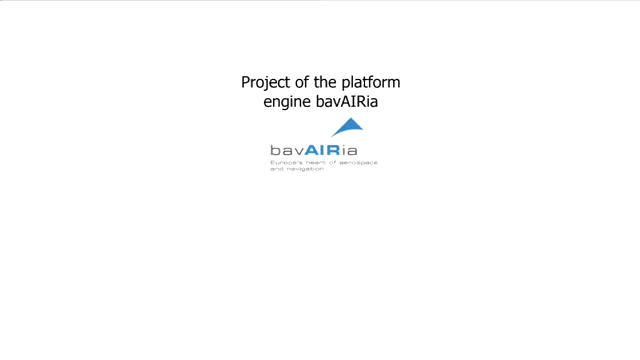 Project of the platform
engine bavAIRia
bavAIRia
Europe's heart of aerospace
and navigation